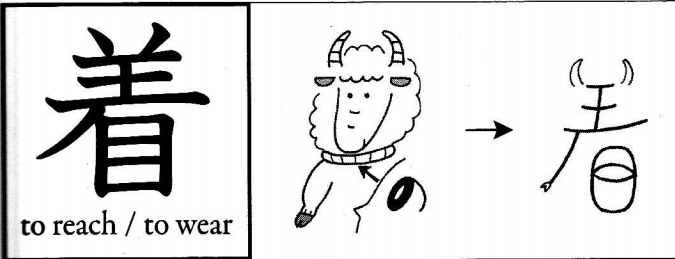 着
to reach / to wear